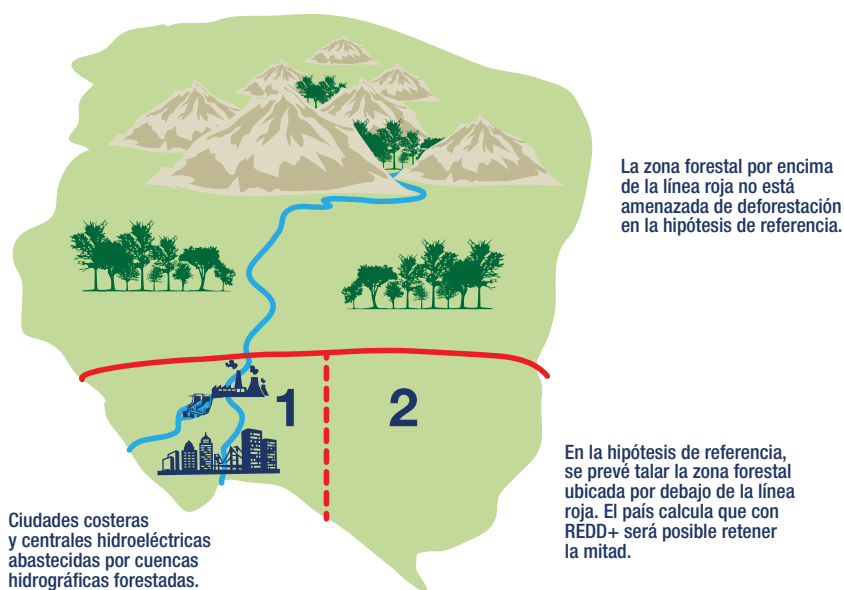 La zona forestal por encima
de la línea roja no está
amenazada de deforestación
en la hipótesis de referencia.
1
2
En la hipótesis de referencia,
se prevé talar la zona forestal
ubicada por debajo de la línea
roja. El país calcula que con
REDD+ será posible retener
la mitad.
Ciudades costeras
y centrales hidroeléctricas
abastecidas por cuencas
hidrográficas forestadas.